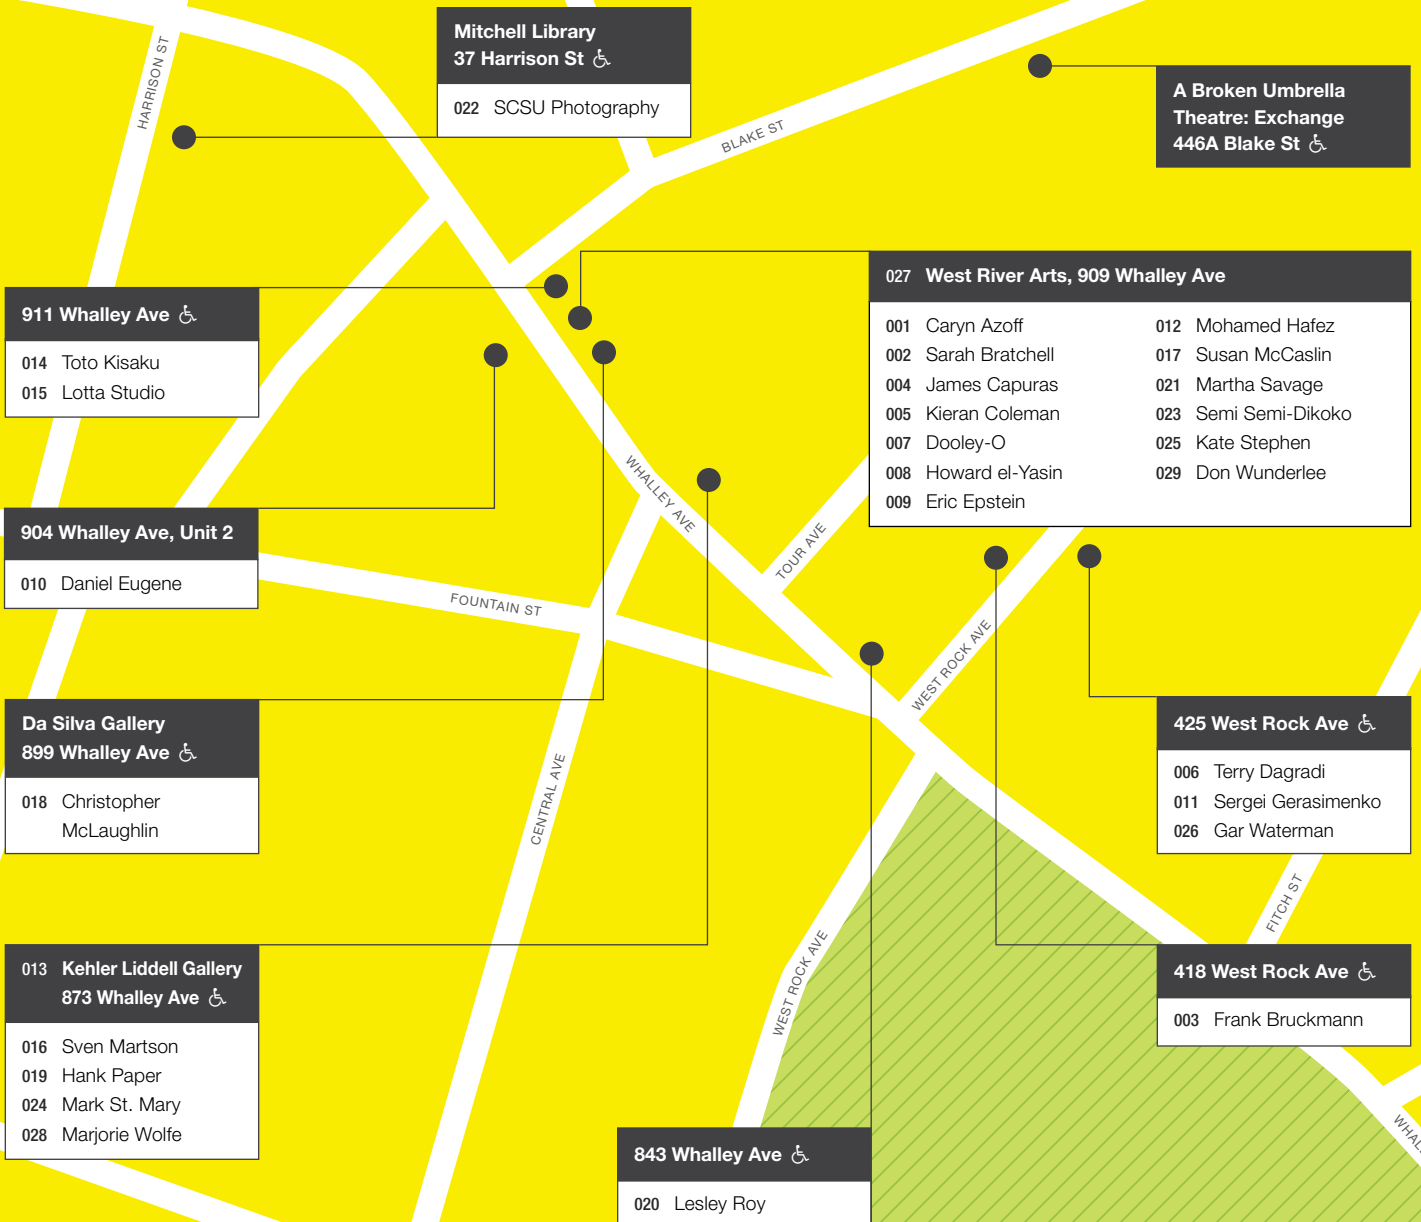 Mitchell Library
37 Harrison St
022 SCSU Photography
HARRISON ST
BLAKE ST
A Broken Umbrella
Theatre: Exchange
446A Blake St
911 Whalley Ave
014 Toto Kisaku
015 Lotta Studio
027 West River Arts, 909 Whalley Ave
001 Caryn Azoff
002 Sarah Bratchell
004 James Capuras
005 Kieran Coleman
007 Dooley-O
008 Howard el-Yasin
009 Eric Epstein
012 Mohamed Hafez
017 Susan McCaslin
021 Martha Savage
023 Semi Semi-Dikoko
025 Kate Stephen
029 Don Wunderlee
WHALLEY AVE
TOUR AVE
904 Whalley Ave, Unit 2
010 Daniel Eugene
FOUNTAIN ST
WEST ROCK AVE
Da Silva Gallery
899 Whalley Ave
018 Christopher
McLaughlin
CENTRAL AVE
425 West Rock Ave
006 Terry Dagradi
011 Sergei Gerasimenko
026 Gar Waterman
FITCH ST
013 Kehler Liddell Gallery
873 Whalley Ave
016 Sven Martson
019 Hank Paper
024 Mark St. Mary
028 Marjorie Wolfe
WEST ROCK AVE
418 West Rock Ave
003 Frank Bruckmann
843 Whalley Ave
020 Lesley Roy